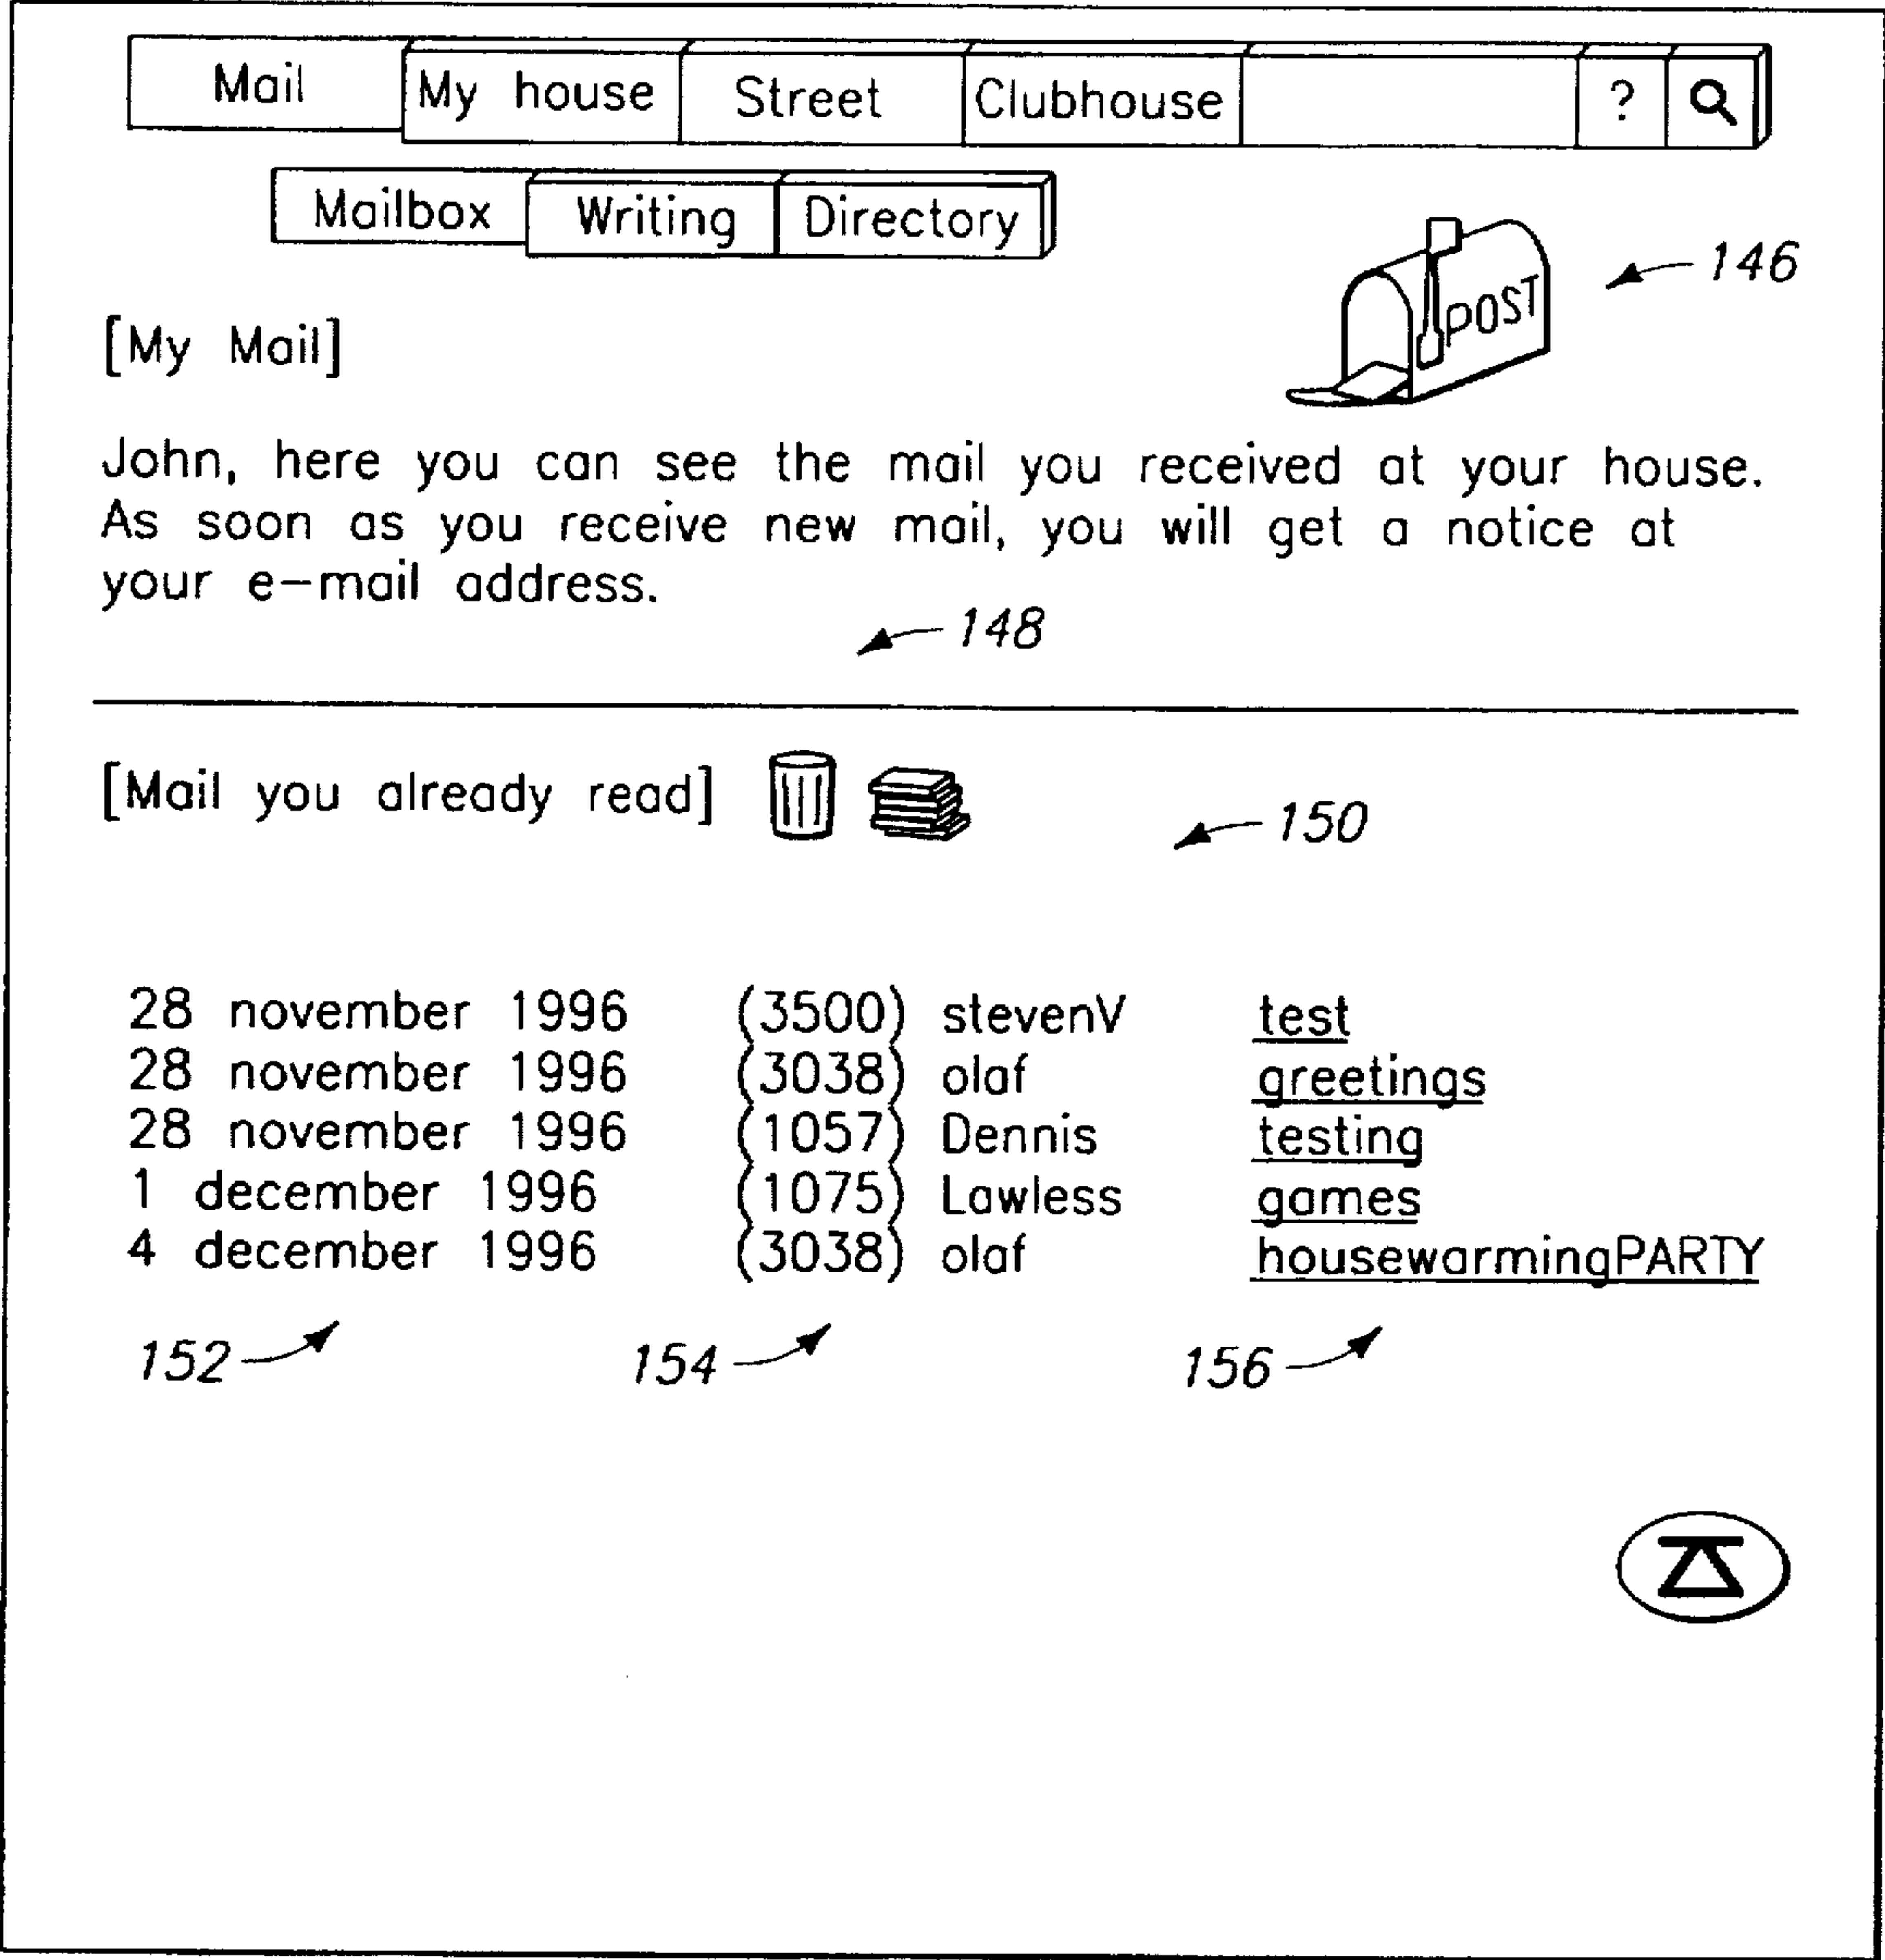 Mail My house Street Clubhouse ?
Mailbox Writing Directory
POST
146
[My Mail]
John, here you can see the mail you received at your house.
As soon as you receive new mail, you will get a notice at
your e-mail address.
148
[Mail you already read]
150
28 november 1996 (3500) stevenV test
28 november 1996 (3038) olaf greetings
28 november 1996 (1057) Dennis testing
1 december 1996 (1075) Lawless games
4 december 1996 (3038) olaf housewarmingPARTY
152 154 156